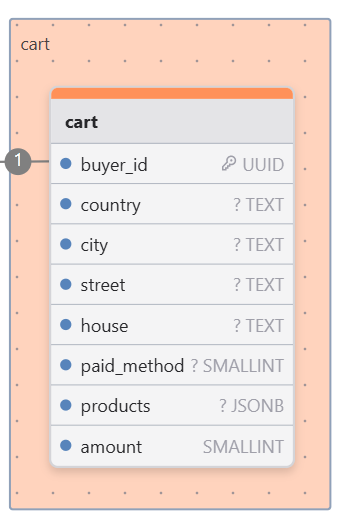 cart
cart
1
buyer_id UUID
country ? TEXT
city ? TEXT
street ? TEXT
house ? TEXT
paid_method ? SMALLINT
products ? JSONB
amount SMALLINT